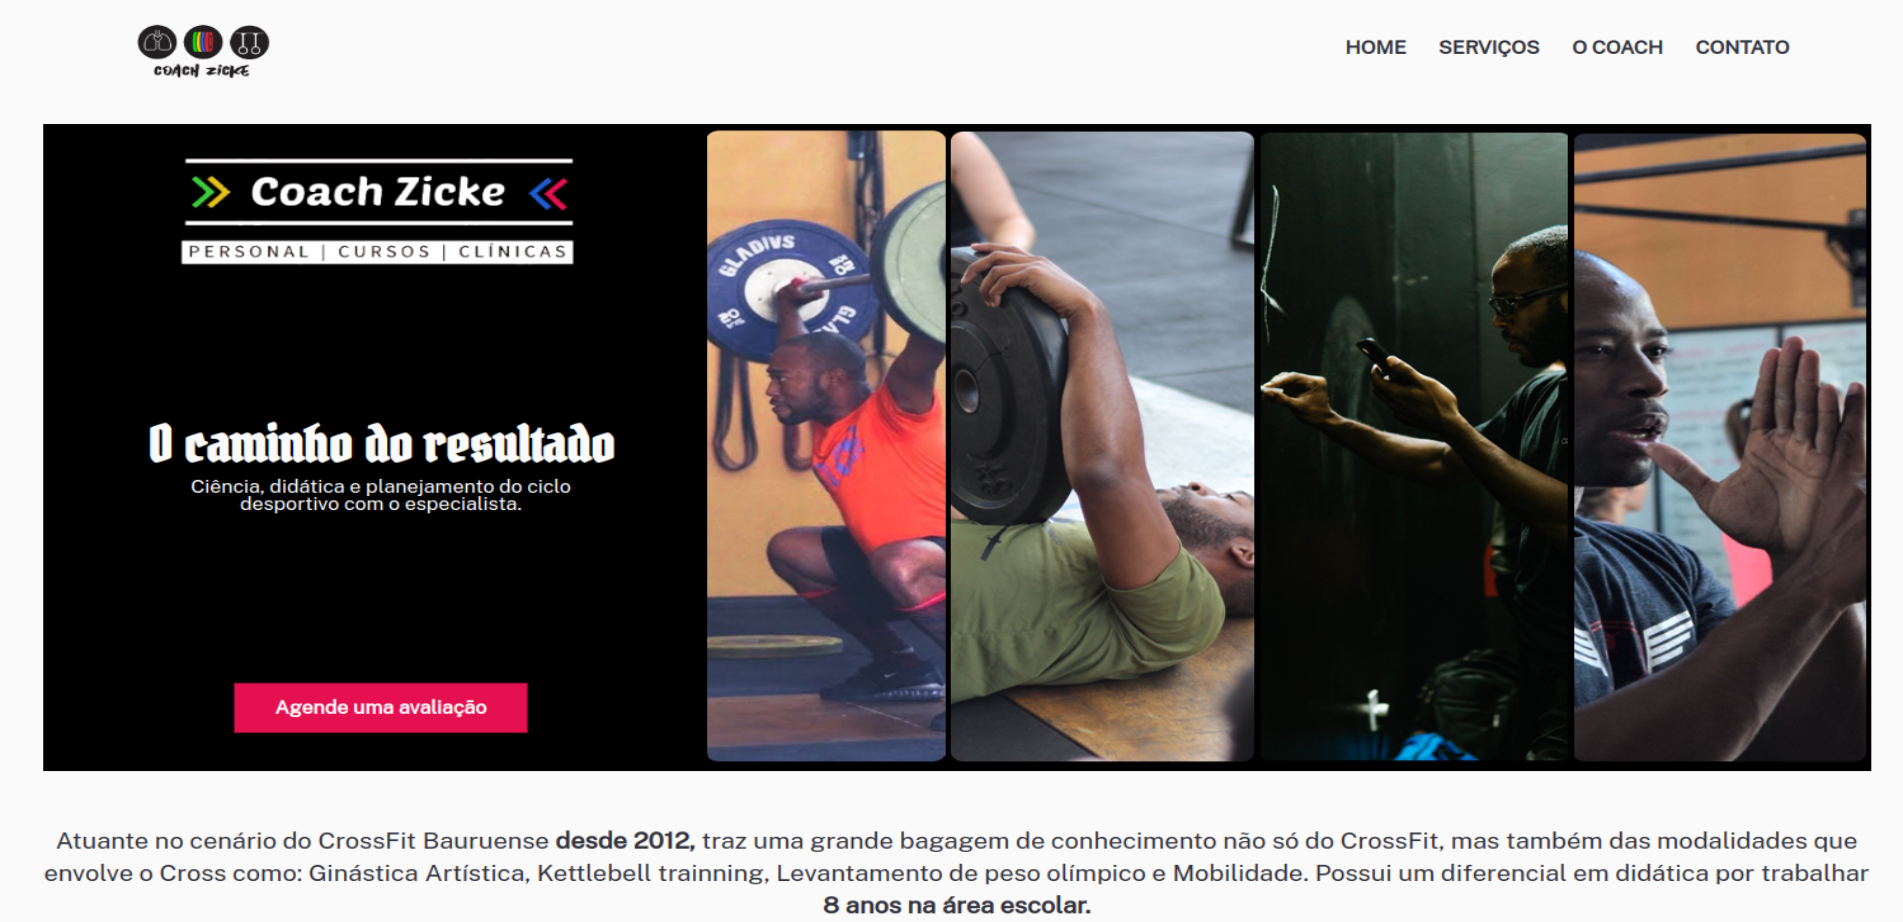 COACH ZICKE
HOME SERVIÇOS O COACH CONTATO
Coach Zicke
PERSONAL | CURSOS | CLÍNICAS
GLADIVS
O caminho do resultado
Ciência, didática e planejamento do ciclo
desportivo com o especialista.
Agende uma avaliação
Atuante no cenário do CrossFit Bauruense desde 2012, traz uma grande bagagem de conhecimento não só do CrossFit, mas também das modalidades que
envolve o Cross como: Ginástica Artística, Kettlebell trainning, Levantamento de peso olímpico e Mobilidade. Possui um diferencial em didática por trabalhar
8 anos na área escolar.